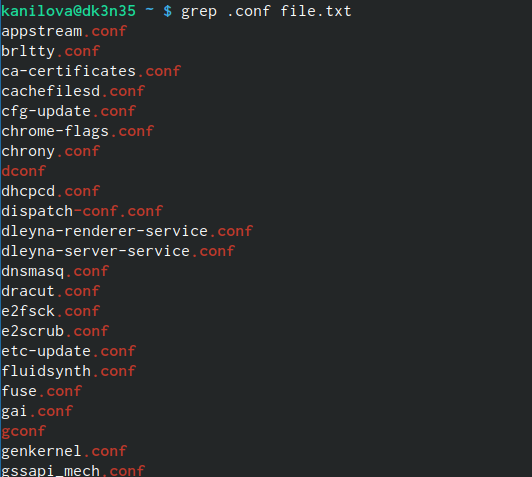 kanilova@dk3n35 ~ $ grep .conf file.txt
appstream.conf
brltty.conf
ca-certificates.conf
cachefilesd.conf
cfg-update.conf
chrome-flags.conf
chrony.conf
dconf
dhcpcd.conf
dispatch-conf.conf
dleyna-renderer-service.conf
dleyna-server-service.conf
dnsmasq.conf
dracut.conf
e2fsck.conf
e2scrub.conf
etc-update.conf
fluidsynth.conf
fuse.conf
gai.conf
gconf
genkernel.conf
gssapi_mech.conf